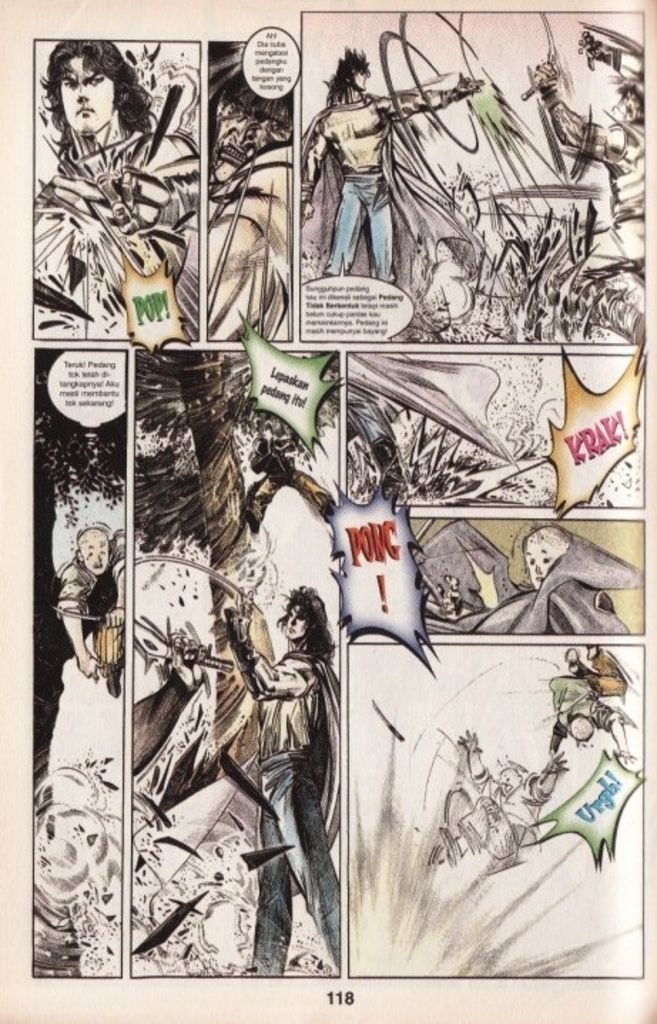 Ah!
Dia cuba
mengatasi
pedangku
dengan
tangan yang
kosong
POP!
Sungguhpun pedang
kau ini dikenali sebagai Pedang
Tidak Berbentuk tetapi masih
belum cukup pantas kau
memainkannya. Pedang ini
masih mempunyai bayang!
Teruk! Pedang
tok telah di-
tangkapnya! Aku
mesti membantu
tok sekarang!
Lepaskan
pedang itu!
KRAK!
PONG
!
Urgh!
118